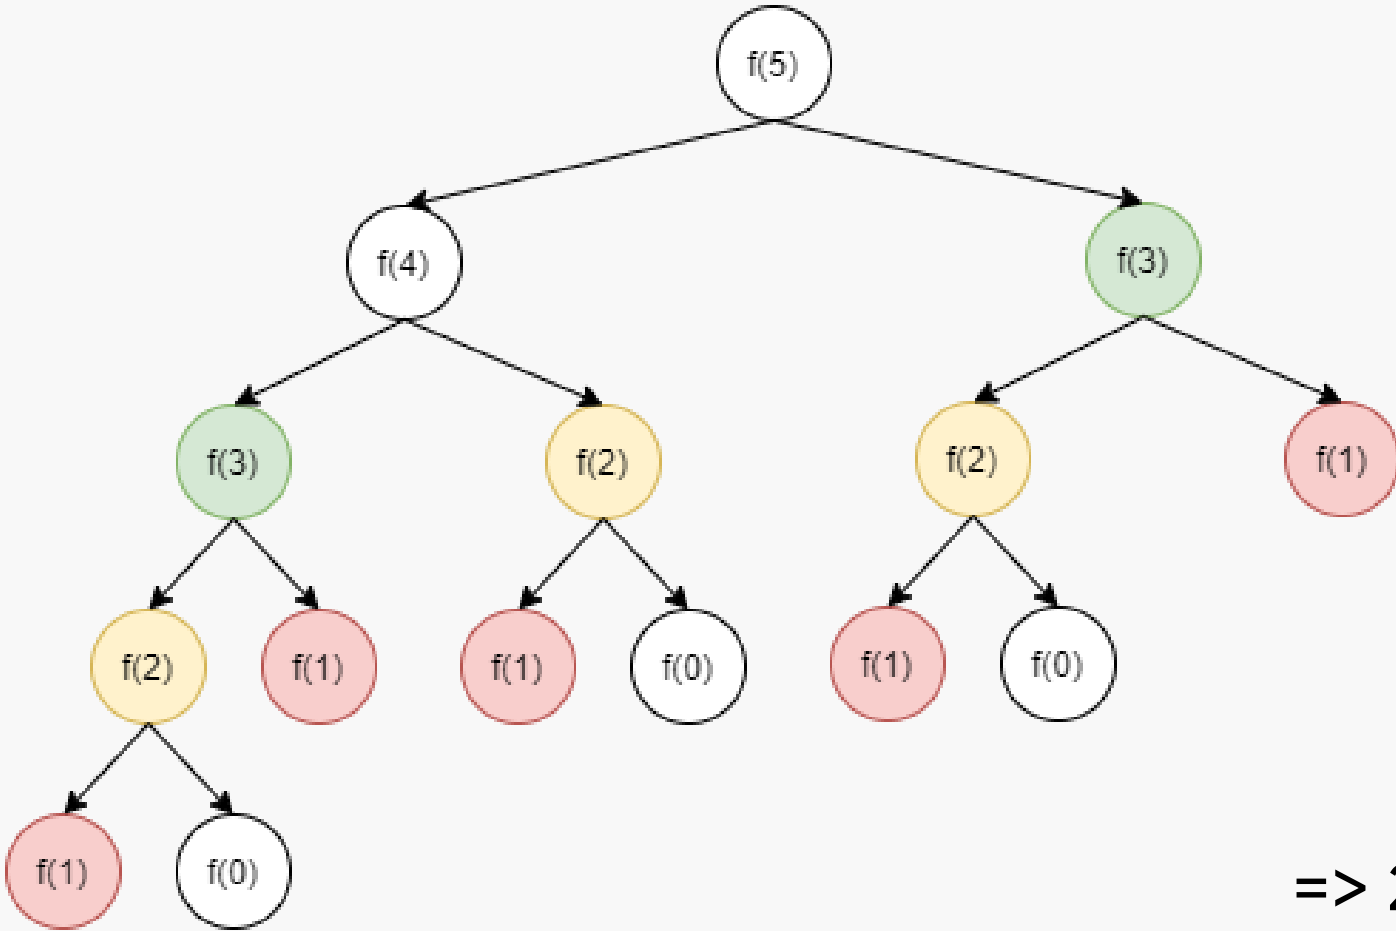 f(5)
f(4) f(3)
f(3) f(2) f(2) f(1)
f(2) f(1) f(1) f(0) f(1) f(0)
f(1) f(0)
=>